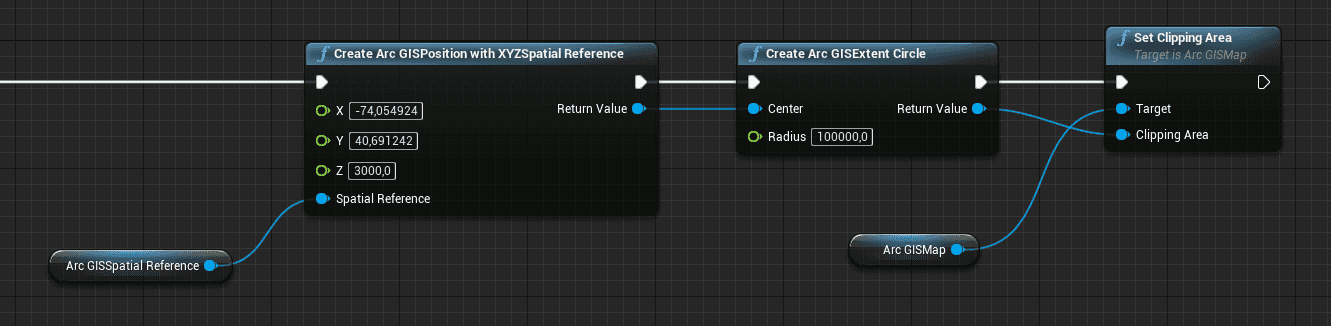 Create Arc GISPosition with XYZSpatial Reference
X -74,054924
Return Value
Y 40,691242
Z 3000,0
Spatial Reference
Arc GISSpatial Reference
Create Arc GISExtent Circle
Center
Return Value
Radius 100000,0
Arc GISMap
Set Clipping Area
Target is Arc GISMap
Target
Clipping Area